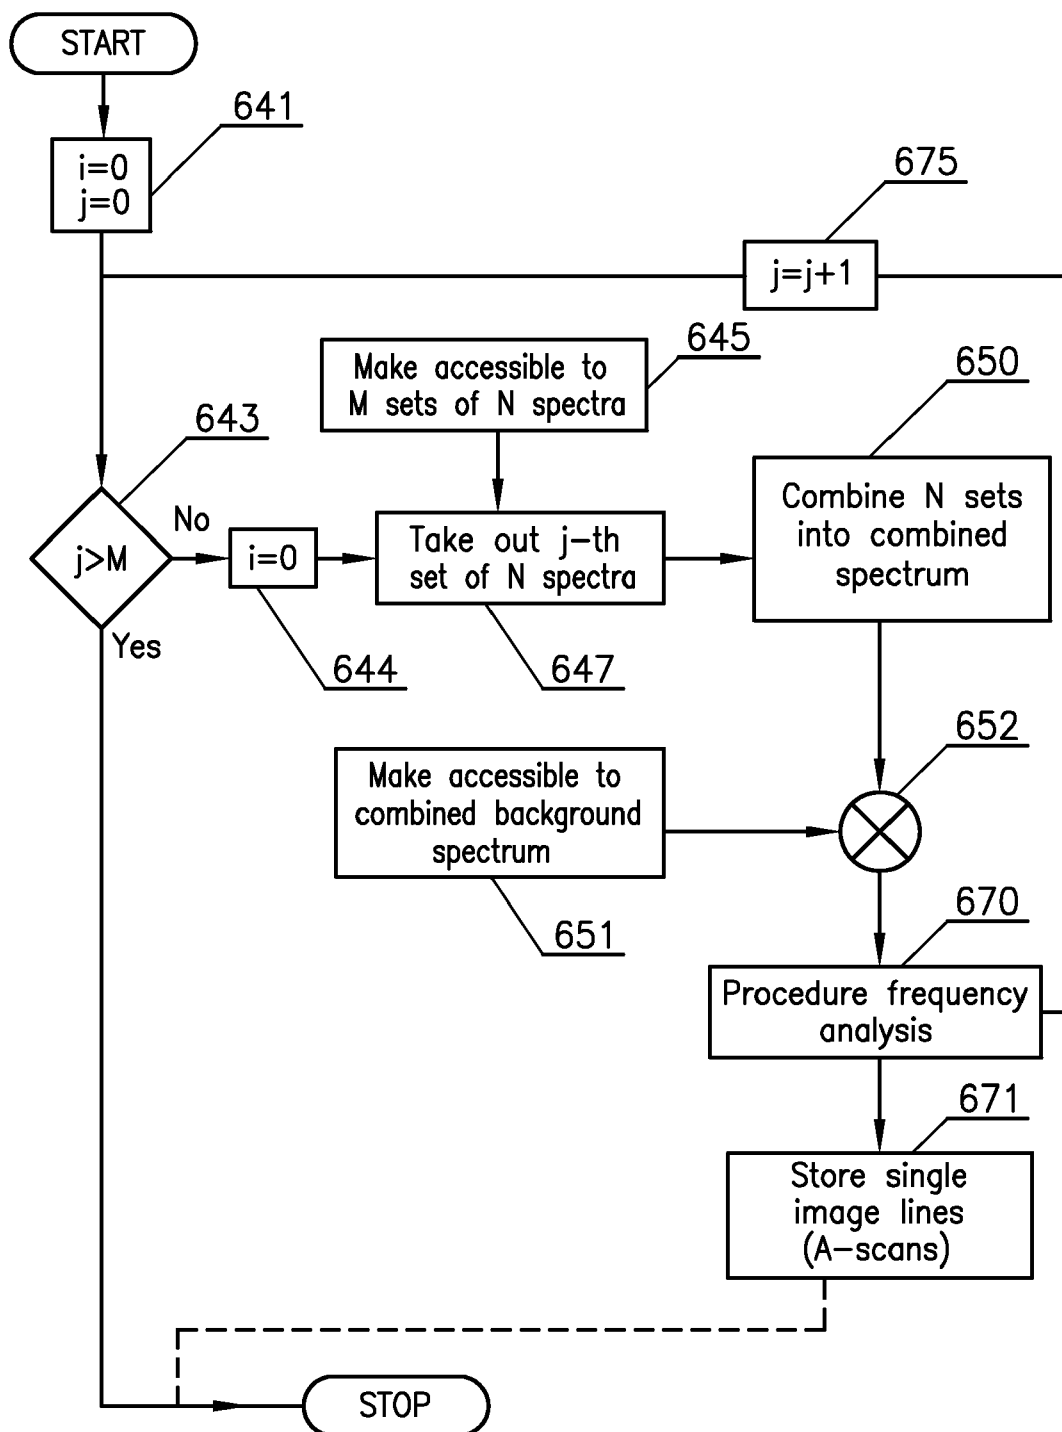 START
641
i=0
j=0
675
j=j+1
645
Make accessible to
M sets of N spectra
650
643
Combine N sets
into combined
spectrum
No
j>M
i=0
Take out j-th
set of N spectra
Yes
644
647
652
Make accessible to
combined background
spectrum
651
670
Procedure frequency
analysis
671
Store single
image lines
(A-scans)
STOP